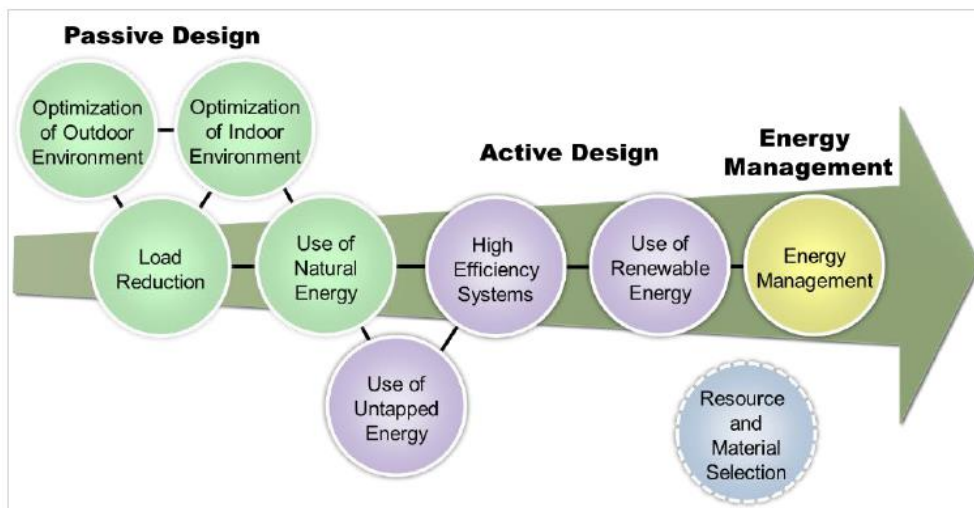 Passive Design
Optimization
of Outdoor
Environment
Optimization
of Indoor
Environment
Load
Reduction
Use of
Natural
Energy
Active Design
High
Efficiency
Systems
Use of
Renewable
Energy
Use of
Untapped
Energy
Energy
Management
Energy
Management
Resource
and
Material
Selection